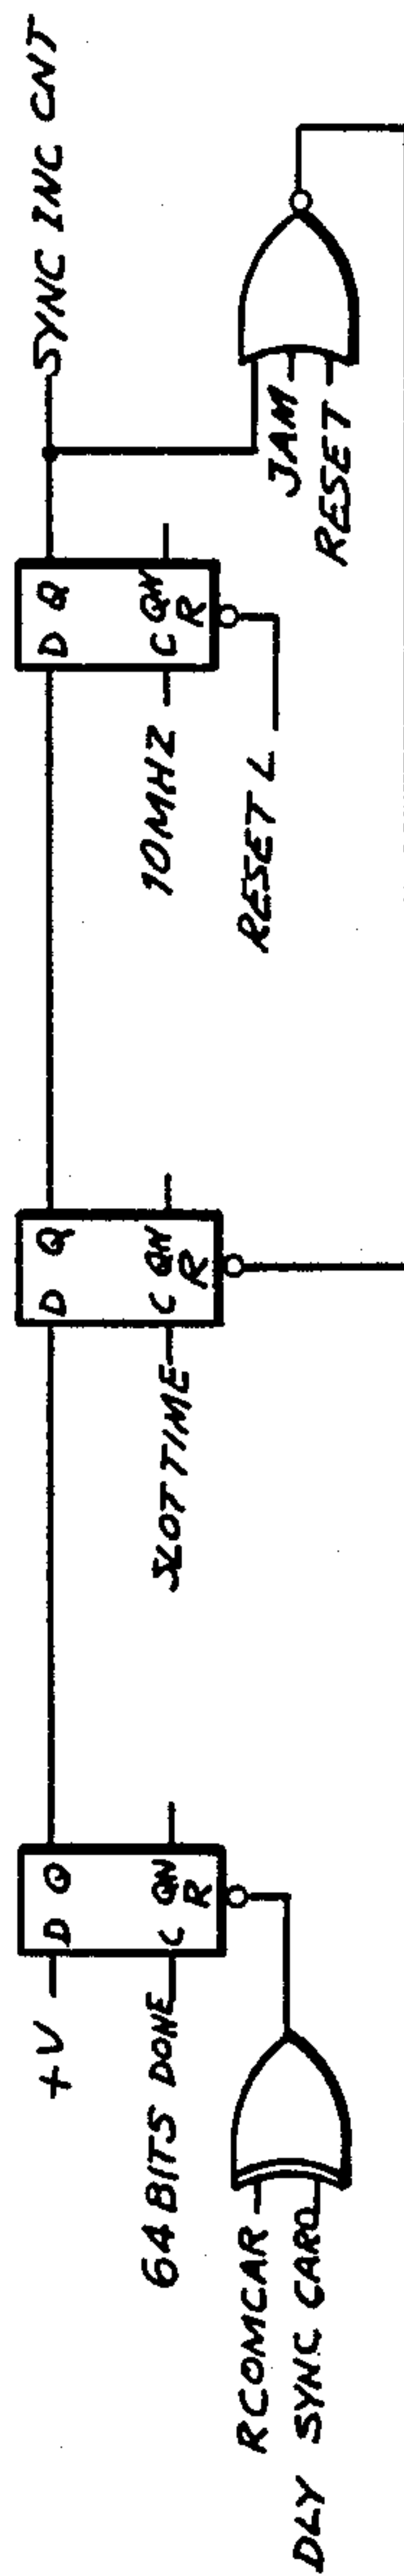 +V
D Q
64 BITS DONE
C QN
R
RCOMCAR
DLY SYNC CARD
D Q
SLOT TIME
C QN
R
D Q
SYNC INC CNT
10MHZ
C QN
R
RESET L
JAM
RESET